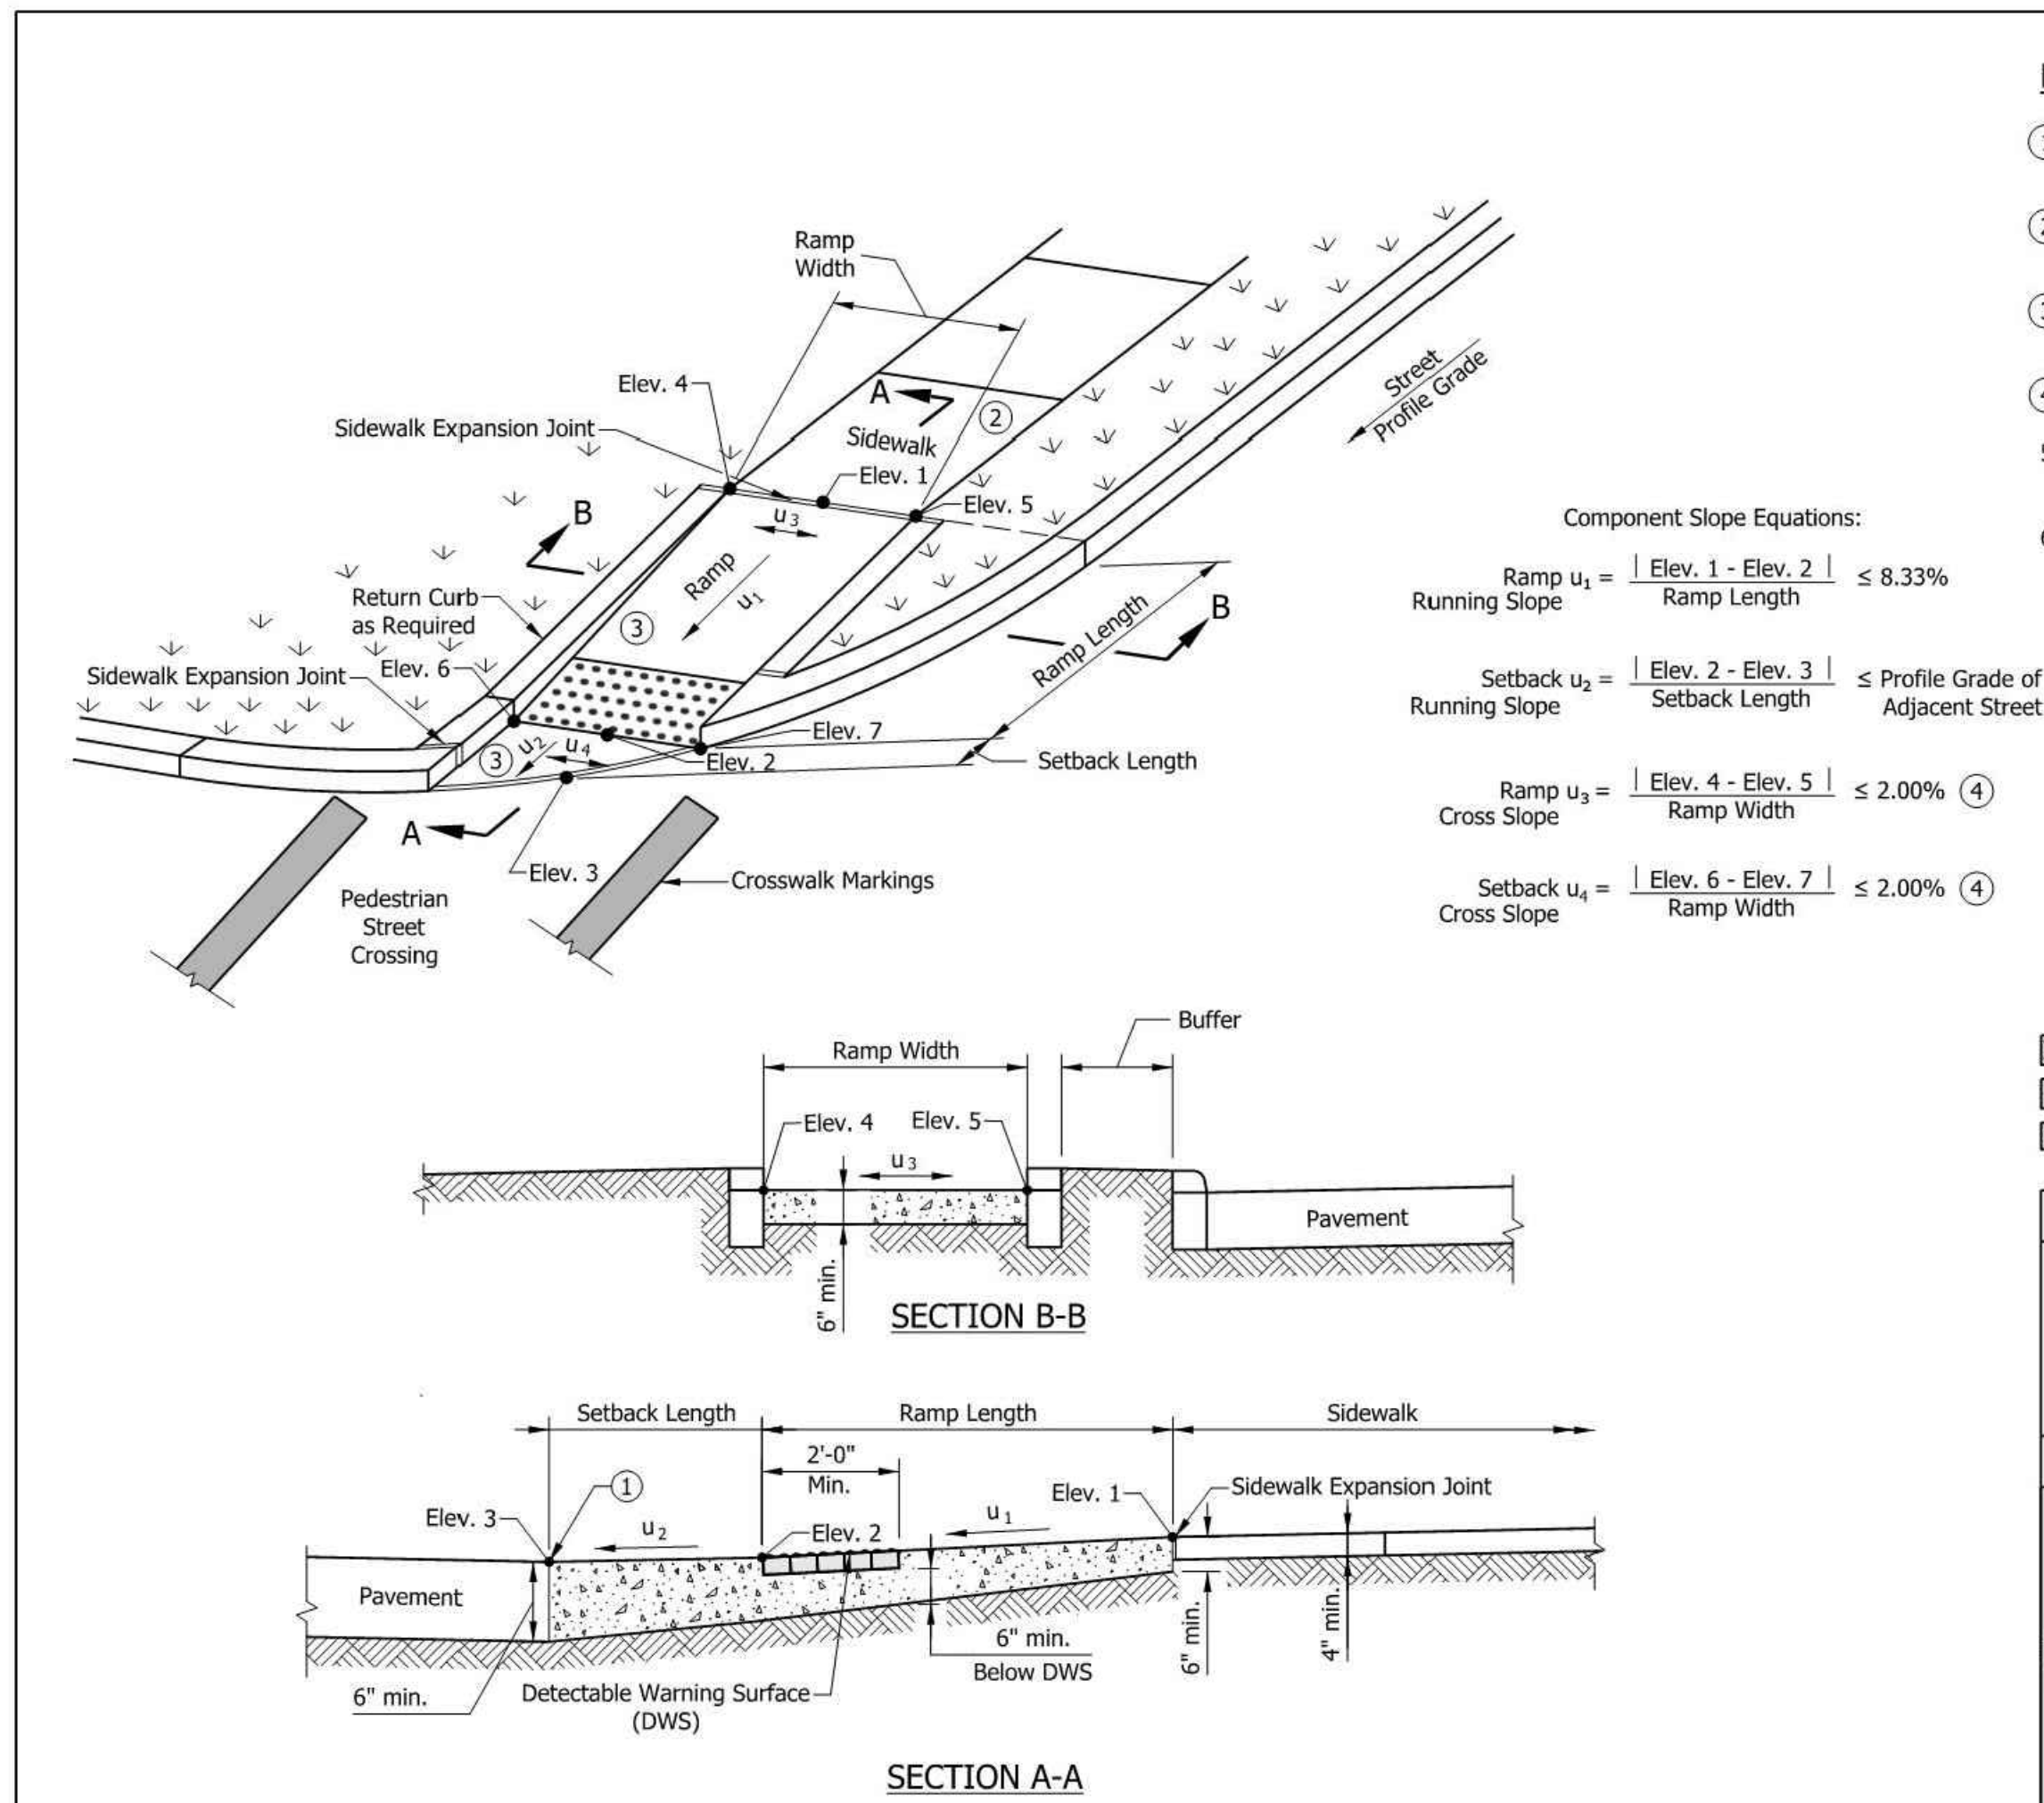 Ramp
Width
Elev. 4
A
2
Sidewalk Expansion Joint
Sidewalk
Street
Profile Grade
Elev. 1
Elev. 5
B
u3
Ramp
u1
Return Curb
as Required
3
Ramp Length
B
Sidewalk Expansion Joint
Elev. 6
Elev. 7
3
u2
u4
Elev. 2
Setback Length
A
Elev. 3
Crosswalk Markings
Pedestrian
Street
Crossing
Component Slope Equations:
Ramp u1 = | Elev. 1 - Elev. 2 | ≤ 8.33%
Running Slope Ramp Length
Setback u2 = | Elev. 2 - Elev. 3 | ≤ Profile Grade of
Running Slope Setback Length Adjacent Street
Ramp u3 = | Elev. 4 - Elev. 5 | ≤ 2.00% 4
Cross Slope Ramp Width
Setback u4 = | Elev. 6 - Elev. 7 | ≤ 2.00% 4
Cross Slope Ramp Width
Buffer
Ramp Width
Elev. 4 Elev. 5
u3
Pavement
6" min.
SECTION B-B
Setback Length Ramp Length Sidewalk
2'-0"
Min.
1
Elev. 3
u2
Elev. 2
Elev. 1
u1
Sidewalk Expansion Joint
Pavement
6" min.
6" min.
Below DWS
6" min.
4" min.
Detectable Warning Surface
(DWS)
SECTION A-A